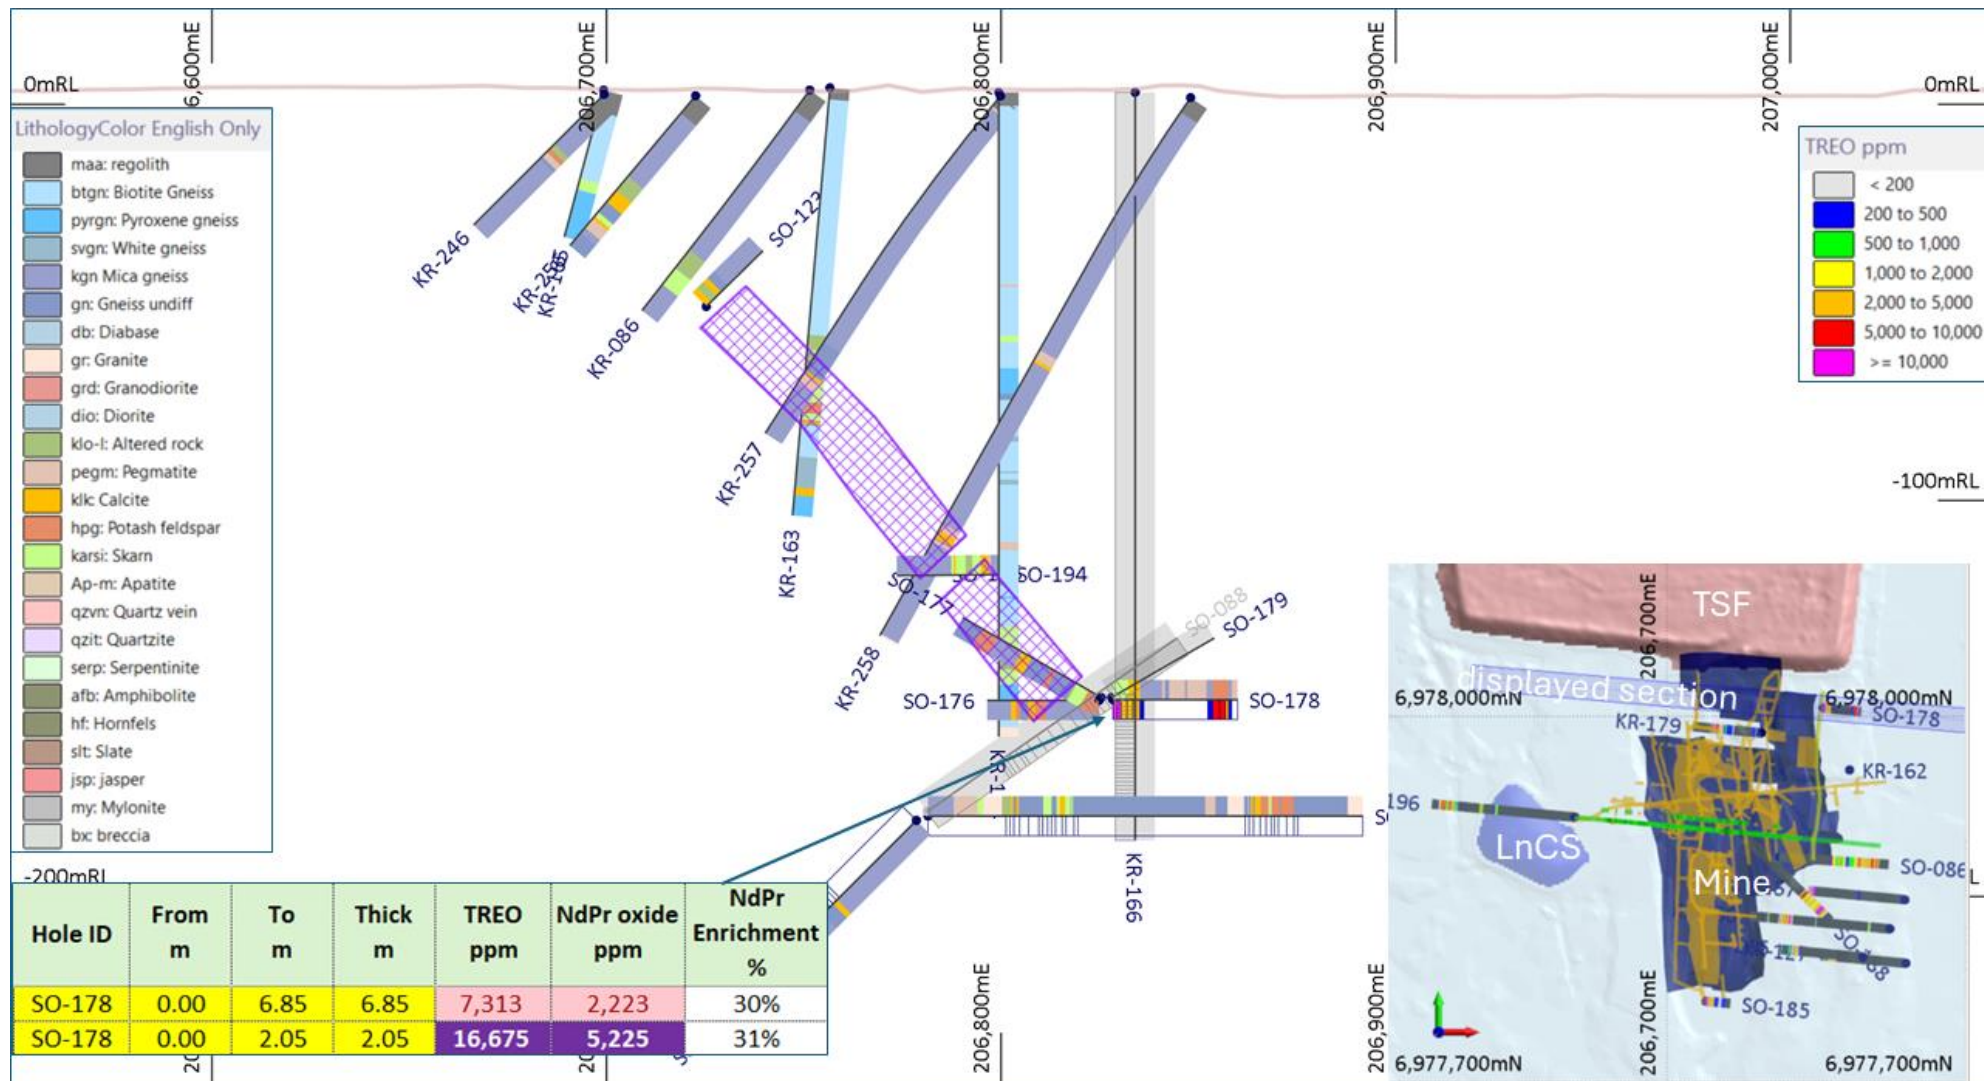 6,600mE
206,700mE
206,800mE
206,900mE
207,000mE
0mRL
0mRL
LithologyColor English Only
maa: regolith
btgn: Biotite Gneiss
pyrgn: Pyroxene gneiss
svgn: White gneiss
kgn Mica gneiss
gn: Gneiss undiff
db: Diabase
gr: Granite
grd: Granodiorite
dio: Diorite
klo-l: Altered rock
pegm: Pegmatite
klk: Calcite
hpg: Potash feldspar
karsi: Skarn
Ap-m: Apatite
qzvn: Quartz vein
qzit: Quartzite
serp: Serpentinite
afb: Amphibolite
hf: Hornfels
slt: Slate
jsp: jasper
my: Mylonite
bx: breccia
TREO ppm
< 200
200 to 500
500 to 1,000
1,000 to 2,000
2,000 to 5,000
5,000 to 10,000
>= 10,000
KR-246
KR-086
SO-123
KR-257
KR-163
KR-258
SO-177
SO-194
SO-088
SO-179
SO-176
SO-178
KR-1
KR-166
-100mRL
-200mRL
TSF
206,700mE
displayed section
6,978,000mN
6,978,000mN
KR-179
SO-178
KR-162
196
LnCS
Mine
SO-086
SO-185
206,700mE
6,977,700mN
6,977,700mN
206,800mE
206,900mE
Hole ID From m To m Thick m TREO ppm NdPr oxide ppm NdPr Enrichment %
SO-178 0.00 6.85 6.85 7,313 2,223 30%
SO-178 0.00 2.05 2.05 16,675 5,225 31%